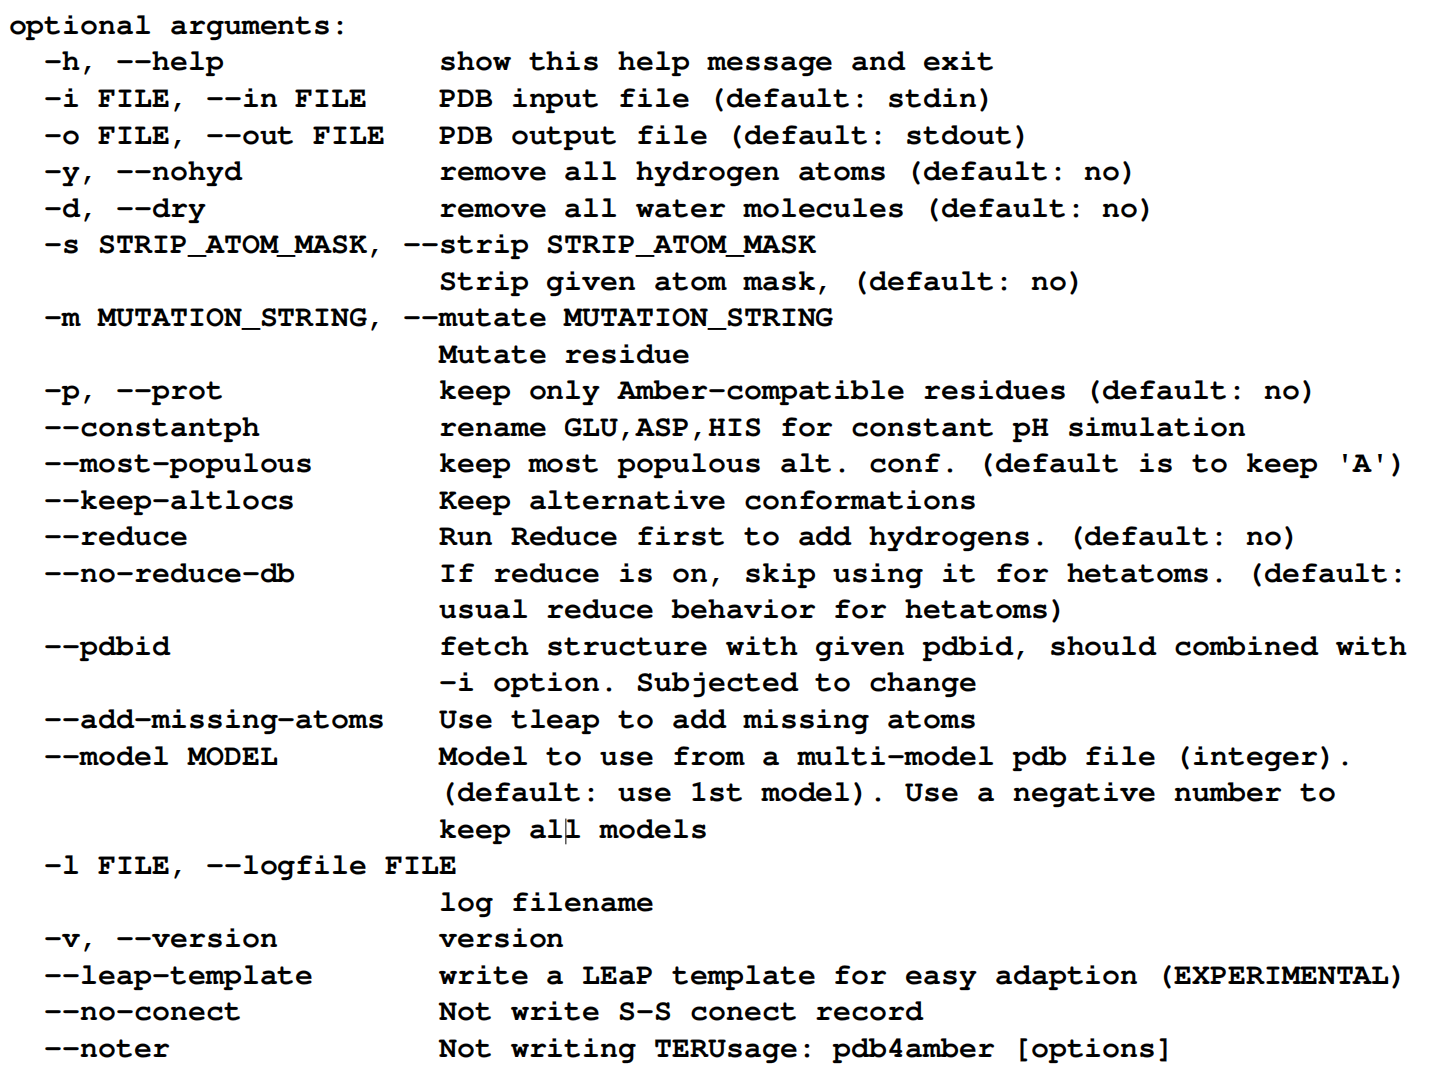 optional arguments:
  -h, --help            show this help message and exit
  -i FILE, --in FILE    PDB input file (default: stdin)
  -o FILE, --out FILE   PDB output file (default: stdout)
  -y, --nohyd           remove all hydrogen atoms (default: no)
  -d, --dry             remove all water molecules (default: no)
  -s STRIP_ATOM_MASK, --strip STRIP_ATOM_MASK
                        Strip given atom mask, (default: no)
  -m MUTATION_STRING, --mutate MUTATION_STRING
                        Mutate residue
  -p, --prot            keep only Amber-compatible residues (default: no)
  --constantph          rename GLU,ASP,HIS for constant pH simulation
  --most-populous       keep most populous alt. conf. (default is to keep 'A')
  --keep-altlocs        Keep alternative conformations
  --reduce              Run Reduce first to add hydrogens. (default: no)
  --no-reduce-db        If reduce is on, skip using it for hetatoms. (default:
                        usual reduce behavior for hetatoms)
  --pdbid               fetch structure with given pdbid, should combined with
                        -i option. Subjected to change
  --add-missing-atoms   Use tleap to add missing atoms
  --model MODEL         Model to use from a multi-model pdb file (integer).
                        (default: use 1st model). Use a negative number to
                        keep all models
  -l FILE, --logfile FILE
                        log filename
  -v, --version         version
  --leap-template       write a LEaP template for easy adaption (EXPERIMENTAL)
  --no-conect           Not write S-S conect record
  --noter               Not writing TERUsage: pdb4amber [options]